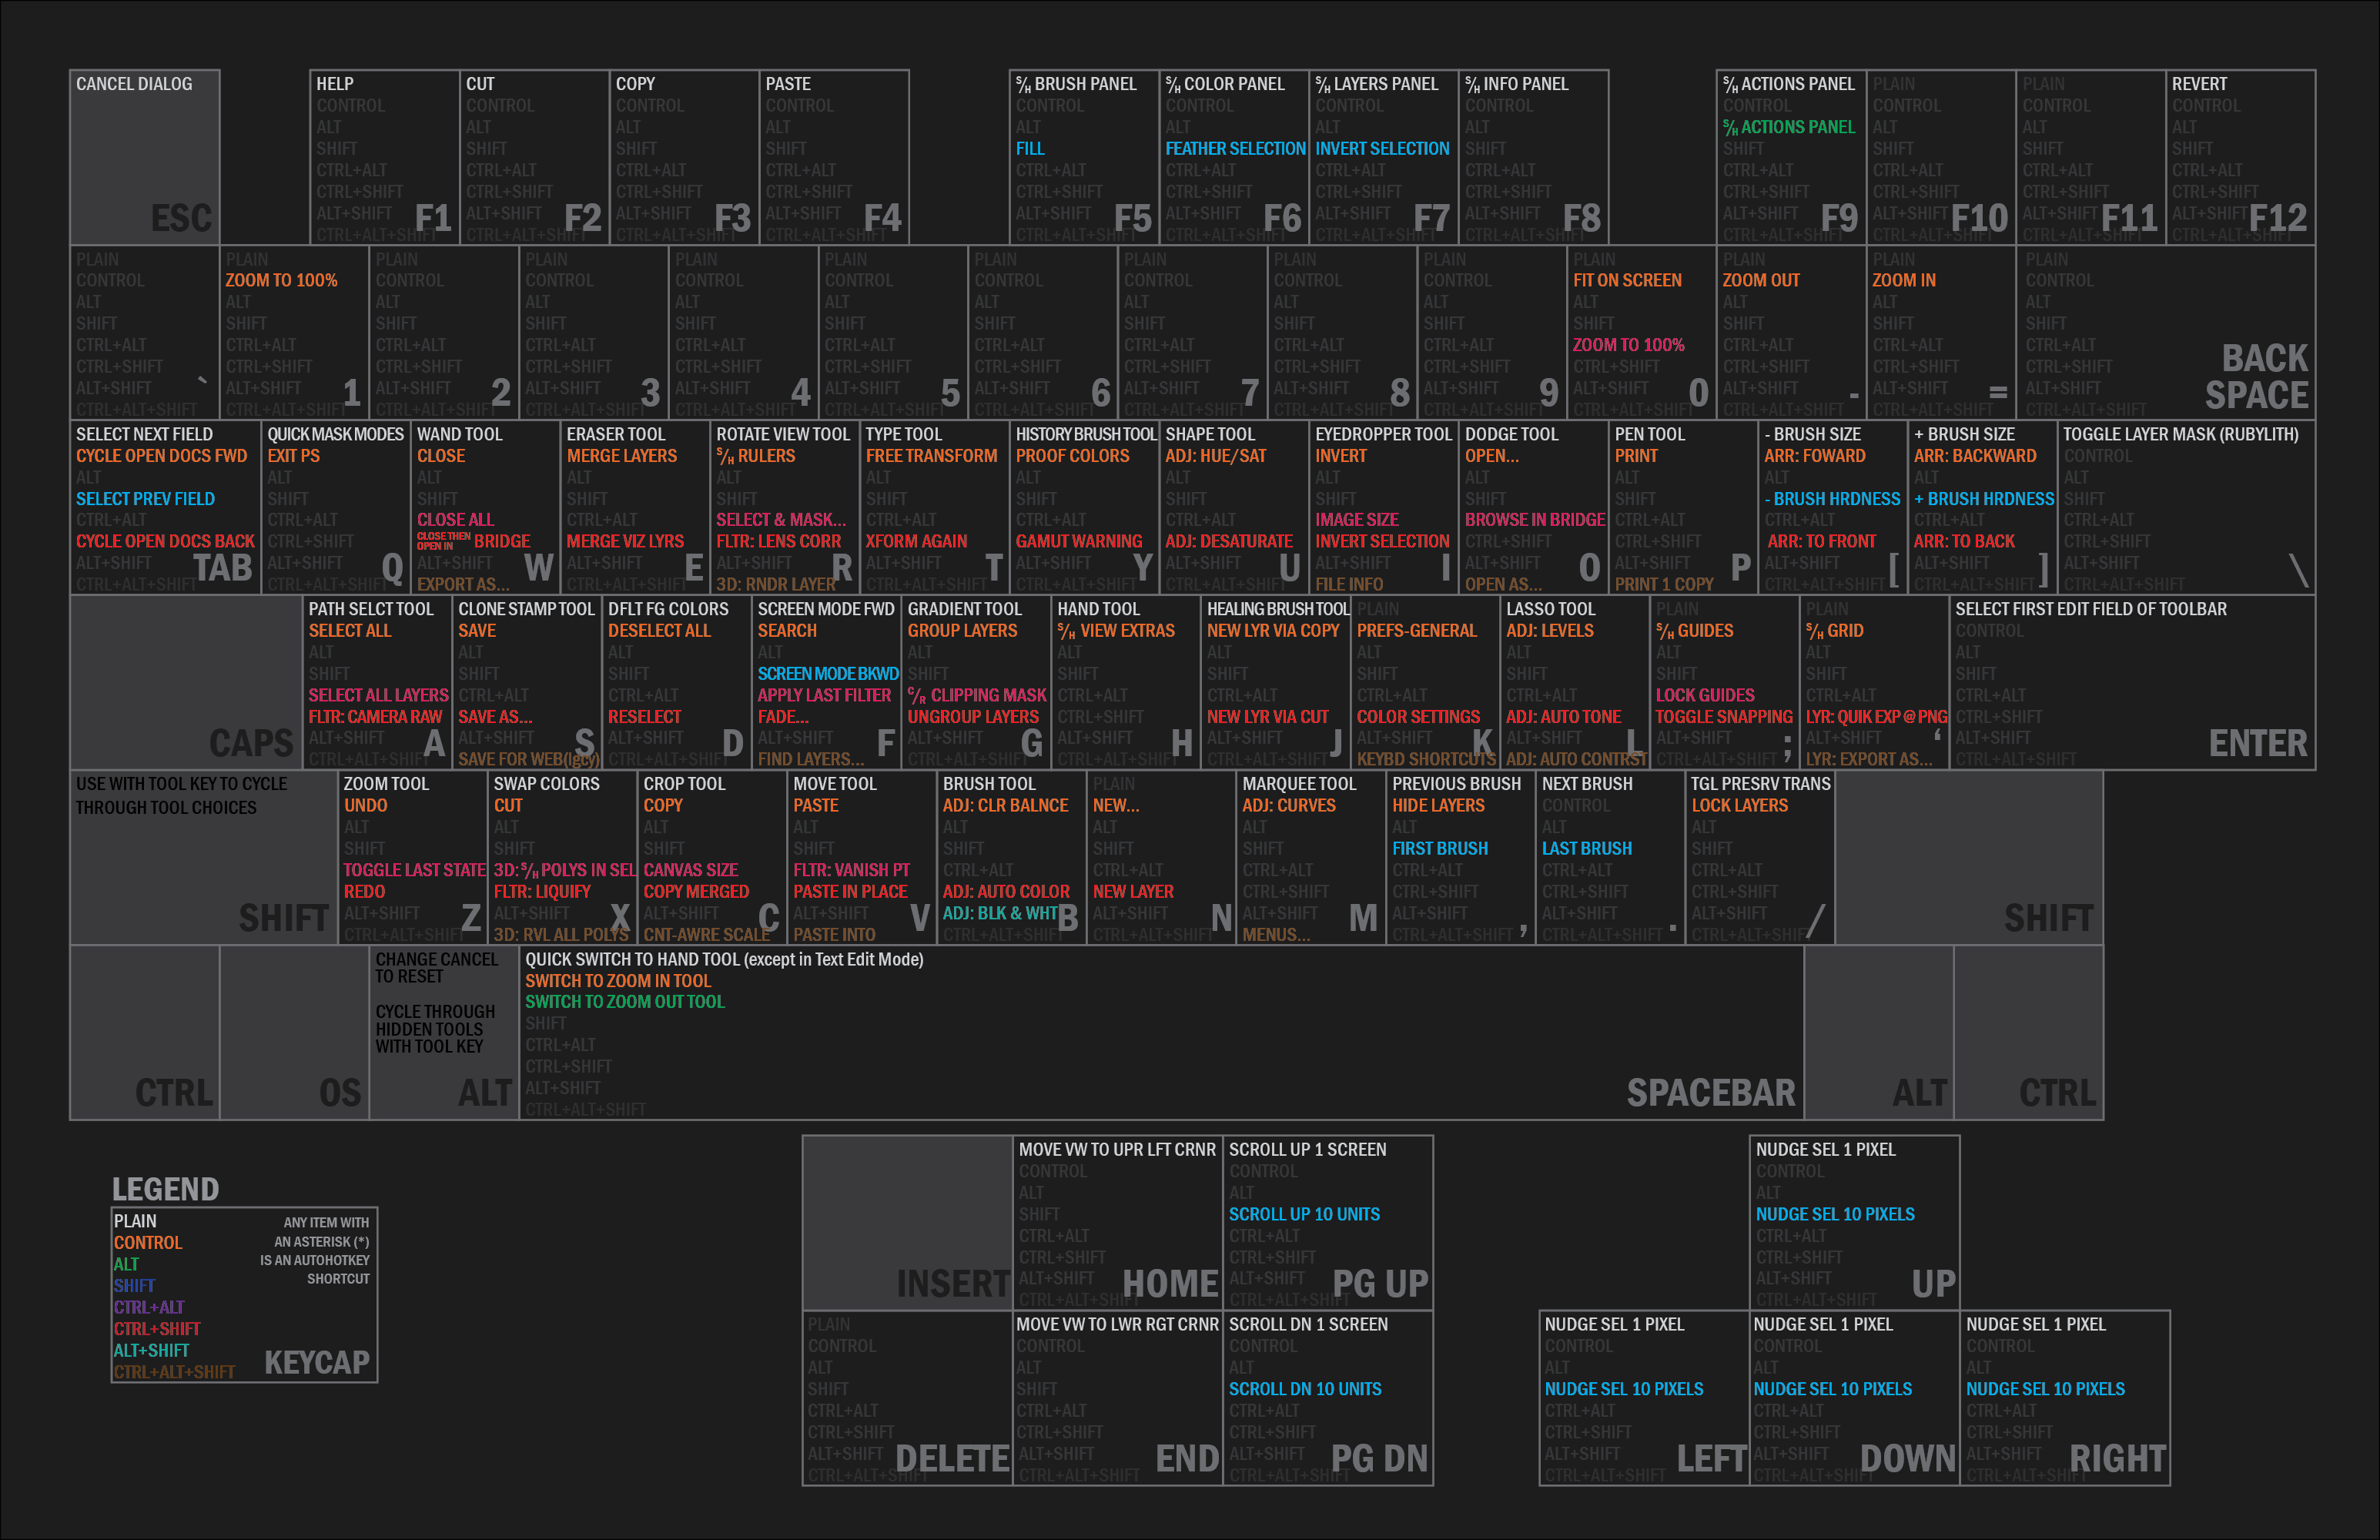 CANCEL DIALOG
ESC
HELP
CONTROL
ALT
SHIFT
CTRL+ALT
CTRL+SHIFT
ALT+SHIFT
CTRL+ALT+SHIFT
F1
CUT
CONTROL
ALT
SHIFT
CTRL+ALT
CTRL+SHIFT
ALT+SHIFT
CTRL+ALT+SHIFT
F2
COPY
CONTROL
ALT
SHIFT
CTRL+ALT
CTRL+SHIFT
ALT+SHIFT
CTRL+ALT+SHIFT
F3
PASTE
CONTROL
ALT
SHIFT
CTRL+ALT
CTRL+SHIFT
ALT+SHIFT
CTRL+ALT+SHIFT
F4
S/H BRUSH PANEL
CONTROL
ALT
FILL
CTRL+ALT
CTRL+SHIFT
ALT+SHIFT
CTRL+ALT+SHIFT
F5
S/H COLOR PANEL
CONTROL
ALT
FEATHER SELECTION
CTRL+ALT
CTRL+SHIFT
ALT+SHIFT
CTRL+ALT+SHIFT
F6
S/H LAYERS PANEL
CONTROL
ALT
INVERT SELECTION
CTRL+ALT
CTRL+SHIFT
ALT+SHIFT
CTRL+ALT+SHIFT
F7
S/H INFO PANEL
CONTROL
ALT
SHIFT
CTRL+ALT
CTRL+SHIFT
ALT+SHIFT
CTRL+ALT+SHIFT
F8
S/H ACTIONS PANEL
CONTROL
S/H ACTIONS PANEL
SHIFT
CTRL+ALT
CTRL+SHIFT
ALT+SHIFT
CTRL+ALT+SHIFT
F9
PLAIN
CONTROL
ALT
SHIFT
CTRL+ALT
CTRL+SHIFT
ALT+SHIFT
CTRL+ALT+SHIFT
F10
PLAIN
CONTROL
ALT
SHIFT
CTRL+ALT
CTRL+SHIFT
ALT+SHIFT
CTRL+ALT+SHIFT
F11
REVERT
CONTROL
ALT
SHIFT
CTRL+ALT
CTRL+SHIFT
ALT+SHIFT
CTRL+ALT+SHIFT
F12
PLAIN
CONTROL
ALT
SHIFT
CTRL+ALT
CTRL+SHIFT
ALT+SHIFT
CTRL+ALT+SHIFT
`
PLAIN
ZOOM TO 100%
ALT
SHIFT
CTRL+ALT
CTRL+SHIFT
ALT+SHIFT
CTRL+ALT+SHIFT
1
PLAIN
CONTROL
ALT
SHIFT
CTRL+ALT
CTRL+SHIFT
ALT+SHIFT
CTRL+ALT+SHIFT
2
PLAIN
CONTROL
ALT
SHIFT
CTRL+ALT
CTRL+SHIFT
ALT+SHIFT
CTRL+ALT+SHIFT
3
PLAIN
CONTROL
ALT
SHIFT
CTRL+ALT
CTRL+SHIFT
ALT+SHIFT
CTRL+ALT+SHIFT
4
PLAIN
CONTROL
ALT
SHIFT
CTRL+ALT
CTRL+SHIFT
ALT+SHIFT
CTRL+ALT+SHIFT
5
PLAIN
CONTROL
ALT
SHIFT
CTRL+ALT
CTRL+SHIFT
ALT+SHIFT
CTRL+ALT+SHIFT
6
PLAIN
CONTROL
ALT
SHIFT
CTRL+ALT
CTRL+SHIFT
ALT+SHIFT
CTRL+ALT+SHIFT
7
PLAIN
CONTROL
ALT
SHIFT
CTRL+ALT
CTRL+SHIFT
ALT+SHIFT
CTRL+ALT+SHIFT
8
PLAIN
CONTROL
ALT
SHIFT
CTRL+ALT
CTRL+SHIFT
ALT+SHIFT
CTRL+ALT+SHIFT
9
PLAIN
FIT ON SCREEN
ALT
SHIFT
ZOOM TO 100%
CTRL+SHIFT
ALT+SHIFT
CTRL+ALT+SHIFT
0
PLAIN
ZOOM OUT
ALT
SHIFT
CTRL+ALT
CTRL+SHIFT
ALT+SHIFT
CTRL+ALT+SHIFT
-
PLAIN
ZOOM IN
ALT
SHIFT
CTRL+ALT
CTRL+SHIFT
ALT+SHIFT
CTRL+ALT+SHIFT
=
PLAIN
CONTROL
ALT
SHIFT
CTRL+ALT
CTRL+SHIFT
ALT+SHIFT
CTRL+ALT+SHIFT
BACK
SPACE
SELECT NEXT FIELD
CYCLE OPEN DOCS FWD
ALT
SELECT PREV FIELD
CTRL+ALT
CYCLE OPEN DOCS BACK
ALT+SHIFT
CTRL+ALT+SHIFT
TAB
QUICK MASK MODES
EXIT PS
ALT
SHIFT
CTRL+ALT
CTRL+SHIFT
ALT+SHIFT
CTRL+ALT+SHIFT
Q
WAND TOOL
CLOSE
ALT
SHIFT
CLOSE ALL
CLOSE THEN OPEN IN BRIDGE
ALT+SHIFT
EXPORT AS...
W
ERASER TOOL
MERGE LAYERS
ALT
SHIFT
CTRL+ALT
MERGE VIZ LYRS
ALT+SHIFT
CTRL+ALT+SHIFT
E
ROTATE VIEW TOOL
S/H RULERS
ALT
SHIFT
SELECT & MASK...
FLTR: LENS CORR
ALT+SHIFT
3D: RNDR LAYER
R
TYPE TOOL
FREE TRANSFORM
ALT
SHIFT
CTRL+ALT
XFORM AGAIN
ALT+SHIFT
CTRL+ALT+SHIFT
T
HISTORY BRUSH TOOL
PROOF COLORS
ALT
SHIFT
CTRL+ALT
GAMUT WARNING
ALT+SHIFT
CTRL+ALT+SHIFT
Y
SHAPE TOOL
ADJ: HUE/SAT
ALT
SHIFT
CTRL+ALT
ADJ: DESATURATE
ALT+SHIFT
CTRL+ALT+SHIFT
U
EYEDROPPER TOOL
INVERT
ALT
SHIFT
IMAGE SIZE
INVERT SELECTION
ALT+SHIFT
FILE INFO
I
DODGE TOOL
OPEN...
ALT
SHIFT
BROWSE IN BRIDGE
CTRL+SHIFT
ALT+SHIFT
OPEN AS...
O
PEN TOOL
PRINT
ALT
SHIFT
CTRL+ALT
CTRL+SHIFT
ALT+SHIFT
PRINT 1 COPY
P
- BRUSH SIZE
ARR: FOWARD
ALT
- BRUSH HRDNESS
CTRL+ALT
ARR: TO FRONT
ALT+SHIFT
CTRL+ALT+SHIFT
[
+ BRUSH SIZE
ARR: BACKWARD
ALT
+ BRUSH HRDNESS
CTRL+ALT
ARR: TO BACK
ALT+SHIFT
CTRL+ALT+SHIFT
]
TOGGLE LAYER MASK (RUBYLITH)
CONTROL
ALT
SHIFT
CTRL+ALT
CTRL+SHIFT
ALT+SHIFT
CTRL+ALT+SHIFT
\
CAPS
PATH SELCT TOOL
SELECT ALL
ALT
SHIFT
SELECT ALL LAYERS
FLTR: CAMERA RAW
ALT+SHIFT
CTRL+ALT+SHIFT
A
CLONE STAMP TOOL
SAVE
ALT
SHIFT
CTRL+ALT
SAVE AS...
ALT+SHIFT
SAVE FOR WEB(lgcy)
S
DFLT FG COLORS
DESELECT ALL
ALT
SHIFT
CTRL+ALT
RESELECT
ALT+SHIFT
CTRL+ALT+SHIFT
D
SCREEN MODE FWD
SEARCH
ALT
SCREEN MODE BKWD
APPLY LAST FILTER
FADE...
ALT+SHIFT
FIND LAYERS...
F
GRADIENT TOOL
GROUP LAYERS
ALT
SHIFT
C/R CLIPPING MASK
UNGROUP LAYERS
ALT+SHIFT
CTRL+ALT+SHIFT
G
HAND TOOL
S/H VIEW EXTRAS
ALT
SHIFT
CTRL+ALT
CTRL+SHIFT
ALT+SHIFT
CTRL+ALT+SHIFT
H
HEALING BRUSH TOOL
NEW LYR VIA COPY
ALT
SHIFT
CTRL+ALT
NEW LYR VIA CUT
ALT+SHIFT
CTRL+ALT+SHIFT
J
PLAIN
PREFS-GENERAL
ALT
SHIFT
CTRL+ALT
COLOR SETTINGS
ALT+SHIFT
KEYBD SHORTCUTS
K
LASSO TOOL
ADJ: LEVELS
ALT
SHIFT
CTRL+ALT
ADJ: AUTO TONE
ALT+SHIFT
ADJ: AUTO CONTRST
L
PLAIN
S/H GUIDES
ALT
SHIFT
LOCK GUIDES
TOGGLE SNAPPING
ALT+SHIFT
CTRL+ALT+SHIFT
;
PLAIN
S/H GRID
ALT
SHIFT
CTRL+ALT
LYR: QUIK EXP @ PNG
ALT+SHIFT
LYR: EXPORT AS...
‘
SELECT FIRST EDIT FIELD OF TOOLBAR
CONTROL
ALT
SHIFT
CTRL+ALT
CTRL+SHIFT
ALT+SHIFT
CTRL+ALT+SHIFT
ENTER
USE WITH TOOL KEY TO CYCLE
THROUGH TOOL CHOICES
SHIFT
ZOOM TOOL
UNDO
ALT
SHIFT
TOGGLE LAST STATE
REDO
ALT+SHIFT
CTRL+ALT+SHIFT
Z
SWAP COLORS
CUT
ALT
SHIFT
3D: S/H POLYS IN SEL
FLTR: LIQUIFY
ALT+SHIFT
3D: RVL ALL POLYS
X
CROP TOOL
COPY
ALT
SHIFT
CANVAS SIZE
COPY MERGED
ALT+SHIFT
CNT-AWRE SCALE
C
MOVE TOOL
PASTE
ALT
SHIFT
FLTR: VANISH PT
PASTE IN PLACE
ALT+SHIFT
PASTE INTO
V
BRUSH TOOL
ADJ: CLR BALNCE
ALT
SHIFT
CTRL+ALT
ADJ: AUTO COLOR
ADJ: BLK & WHT
CTRL+ALT+SHIFT
B
PLAIN
NEW...
ALT
SHIFT
CTRL+ALT
NEW LAYER
ALT+SHIFT
CTRL+ALT+SHIFT
N
MARQUEE TOOL
ADJ: CURVES
ALT
SHIFT
CTRL+ALT
CTRL+SHIFT
ALT+SHIFT
MENUS...
M
PREVIOUS BRUSH
HIDE LAYERS
ALT
FIRST BRUSH
CTRL+ALT
CTRL+SHIFT
ALT+SHIFT
CTRL+ALT+SHIFT
,
NEXT BRUSH
CONTROL
ALT
LAST BRUSH
CTRL+ALT
CTRL+SHIFT
ALT+SHIFT
CTRL+ALT+SHIFT
.
TGL PRESRV TRANS
LOCK LAYERS
ALT
SHIFT
CTRL+ALT
CTRL+SHIFT
ALT+SHIFT
CTRL+ALT+SHIFT
/
SHIFT
CTRL
OS
CHANGE CANCEL
TO RESET
CYCLE THROUGH
HIDDEN TOOLS
WITH TOOL KEY
ALT
QUICK SWITCH TO HAND TOOL (except in Text Edit Mode)
SWITCH TO ZOOM IN TOOL
SWITCH TO ZOOM OUT TOOL
SHIFT
CTRL+ALT
CTRL+SHIFT
ALT+SHIFT
CTRL+ALT+SHIFT
SPACEBAR
ALT
CTRL
INSERT
MOVE VW TO UPR LFT CRNR
CONTROL
ALT
SHIFT
CTRL+ALT
CTRL+SHIFT
ALT+SHIFT
CTRL+ALT+SHIFT
HOME
SCROLL UP 1 SCREEN
CONTROL
ALT
SCROLL UP 10 UNITS
CTRL+ALT
CTRL+SHIFT
ALT+SHIFT
CTRL+ALT+SHIFT
PG UP
NUDGE SEL 1 PIXEL
CONTROL
ALT
NUDGE SEL 10 PIXELS
CTRL+ALT
CTRL+SHIFT
ALT+SHIFT
CTRL+ALT+SHIFT
UP
LEGEND
PLAIN
CONTROL
ALT
SHIFT
CTRL+ALT
CTRL+SHIFT
ALT+SHIFT
CTRL+ALT+SHIFT
ANY ITEM WITH
AN ASTERISK (*)
IS AN AUTOHOTKEY
SHORTCUT
KEYCAP
PLAIN
CONTROL
ALT
SHIFT
CTRL+ALT
CTRL+SHIFT
ALT+SHIFT
CTRL+ALT+SHIFT
DELETE
MOVE VW TO LWR RGT CRNR
CONTROL
ALT
SHIFT
CTRL+ALT
CTRL+SHIFT
ALT+SHIFT
CTRL+ALT+SHIFT
END
SCROLL DN 1 SCREEN
CONTROL
ALT
SCROLL DN 10 UNITS
CTRL+ALT
CTRL+SHIFT
ALT+SHIFT
CTRL+ALT+SHIFT
PG DN
NUDGE SEL 1 PIXEL
CONTROL
ALT
NUDGE SEL 10 PIXELS
CTRL+ALT
CTRL+SHIFT
ALT+SHIFT
CTRL+ALT+SHIFT
LEFT
NUDGE SEL 1 PIXEL
CONTROL
ALT
NUDGE SEL 10 PIXELS
CTRL+ALT
CTRL+SHIFT
ALT+SHIFT
CTRL+ALT+SHIFT
DOWN
NUDGE SEL 1 PIXEL
CONTROL
ALT
NUDGE SEL 10 PIXELS
CTRL+ALT
CTRL+SHIFT
ALT+SHIFT
CTRL+ALT+SHIFT
RIGHT